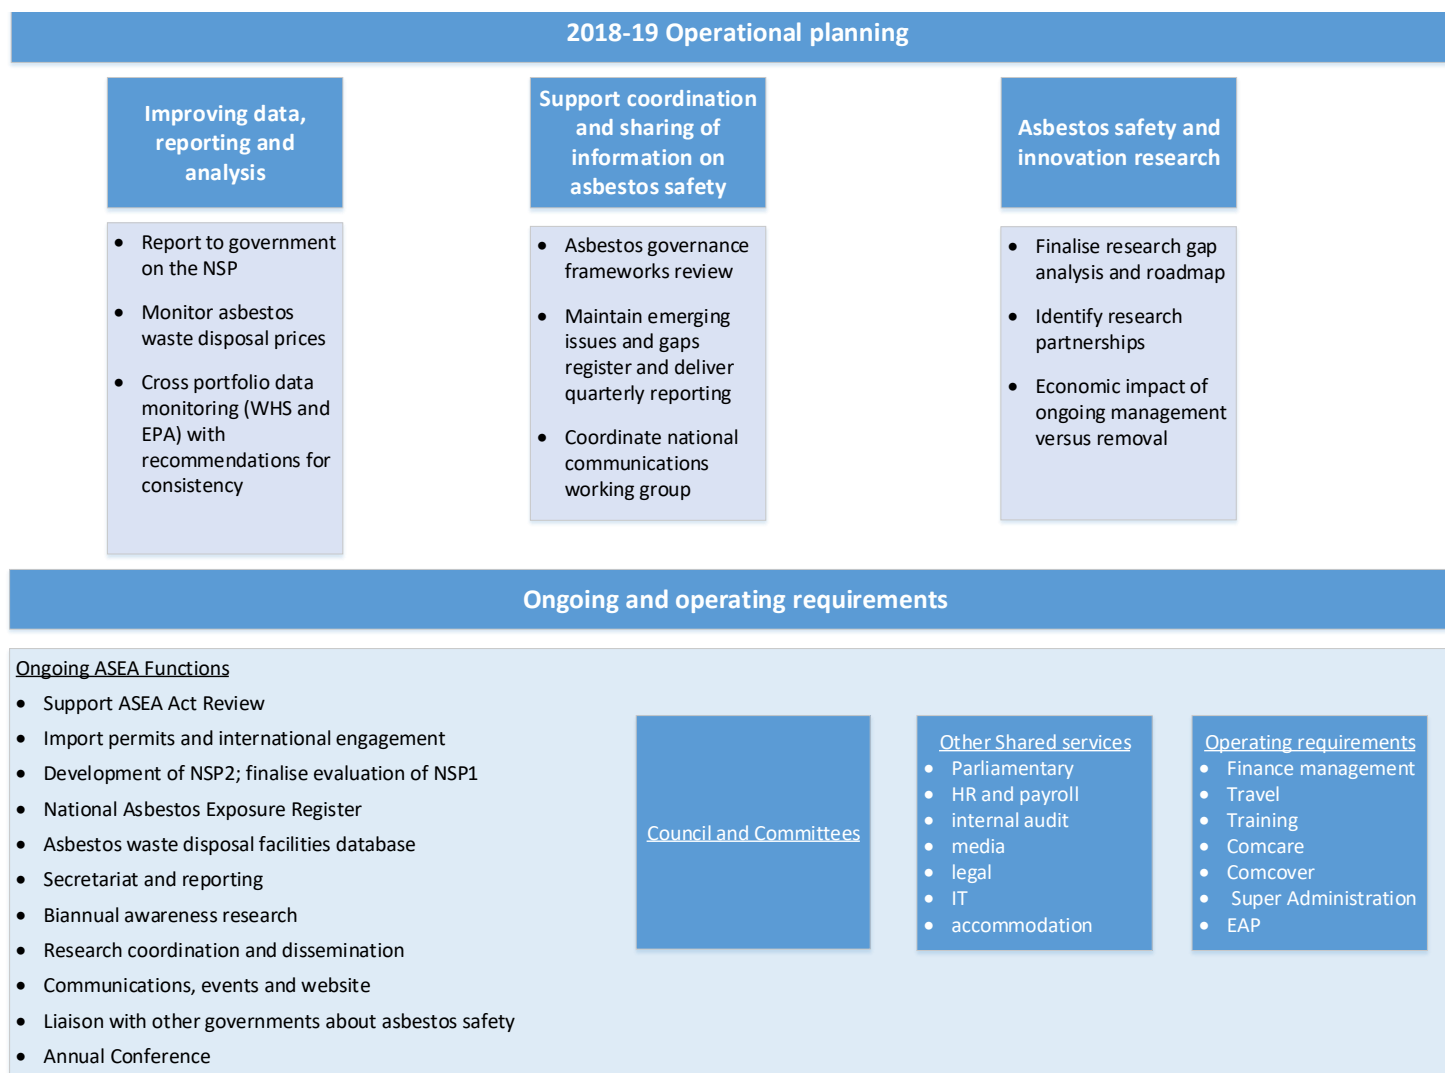 2018-19 Operational planning
Improving data,
reporting and
analysis
• Report to government
on the NSP
• Monitor asbestos
waste disposal prices
• Cross portfolio data
monitoring (WHS and
EPA) with
recommendations for
consistency
Support coordination
and sharing of
information on
asbestos safety
• Asbestos governance
frameworks review
• Maintain emerging
issues and gaps
register and deliver
quarterly reporting
• Coordinate national
communications
working group
Asbestos safety and
innovation research
• Finalise research gap
analysis and roadmap
• Identify research
partnerships
• Economic impact of
ongoing management
versus removal
Ongoing and operating requirements
Ongoing ASEA Functions
• Support ASEA Act Review
• Import permits and international engagement
• Development of NSP2; finalise evaluation of NSP1
• National Asbestos Exposure Register
• Asbestos waste disposal facilities database
• Secretariat and reporting
• Biannual awareness research
• Research coordination and dissemination
• Communications, events and website
• Liaison with other governments about asbestos safety
• Annual Conference
Council and Committees
Other Shared services
• Parliamentary
• HR and payroll
• internal audit
• media
• legal
• IT
• accommodation
Operating requirements
• Finance management
• Travel
• Training
• Comcare
• Comcover
• Super Administration
• EAP